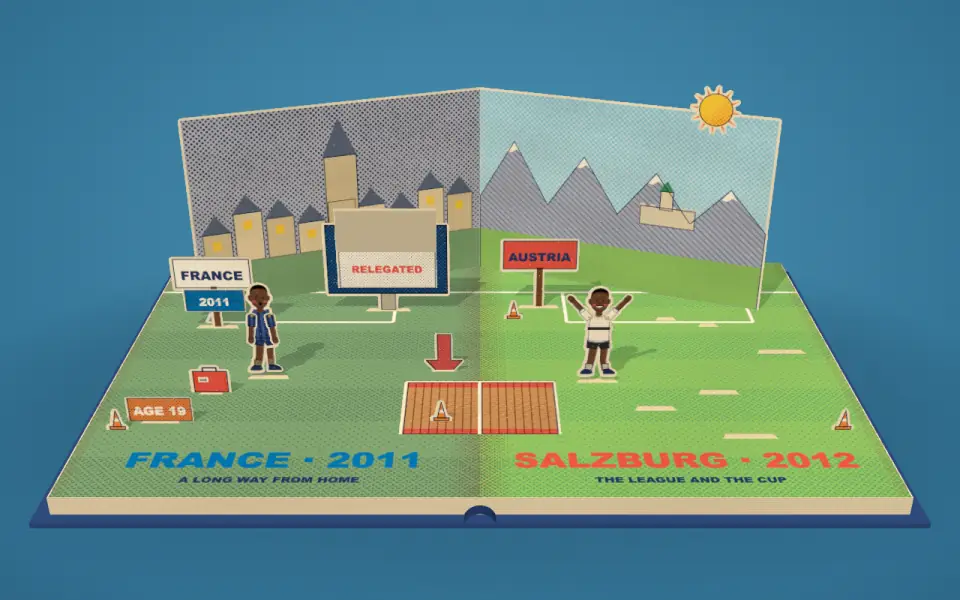 FRANCE
2011
RELEGATED
AUSTRIA
AGE 19
FRANCE · 2011
A LONG WAY FROM HOME
SALZBURG · 2012
THE LEAGUE AND THE CUP